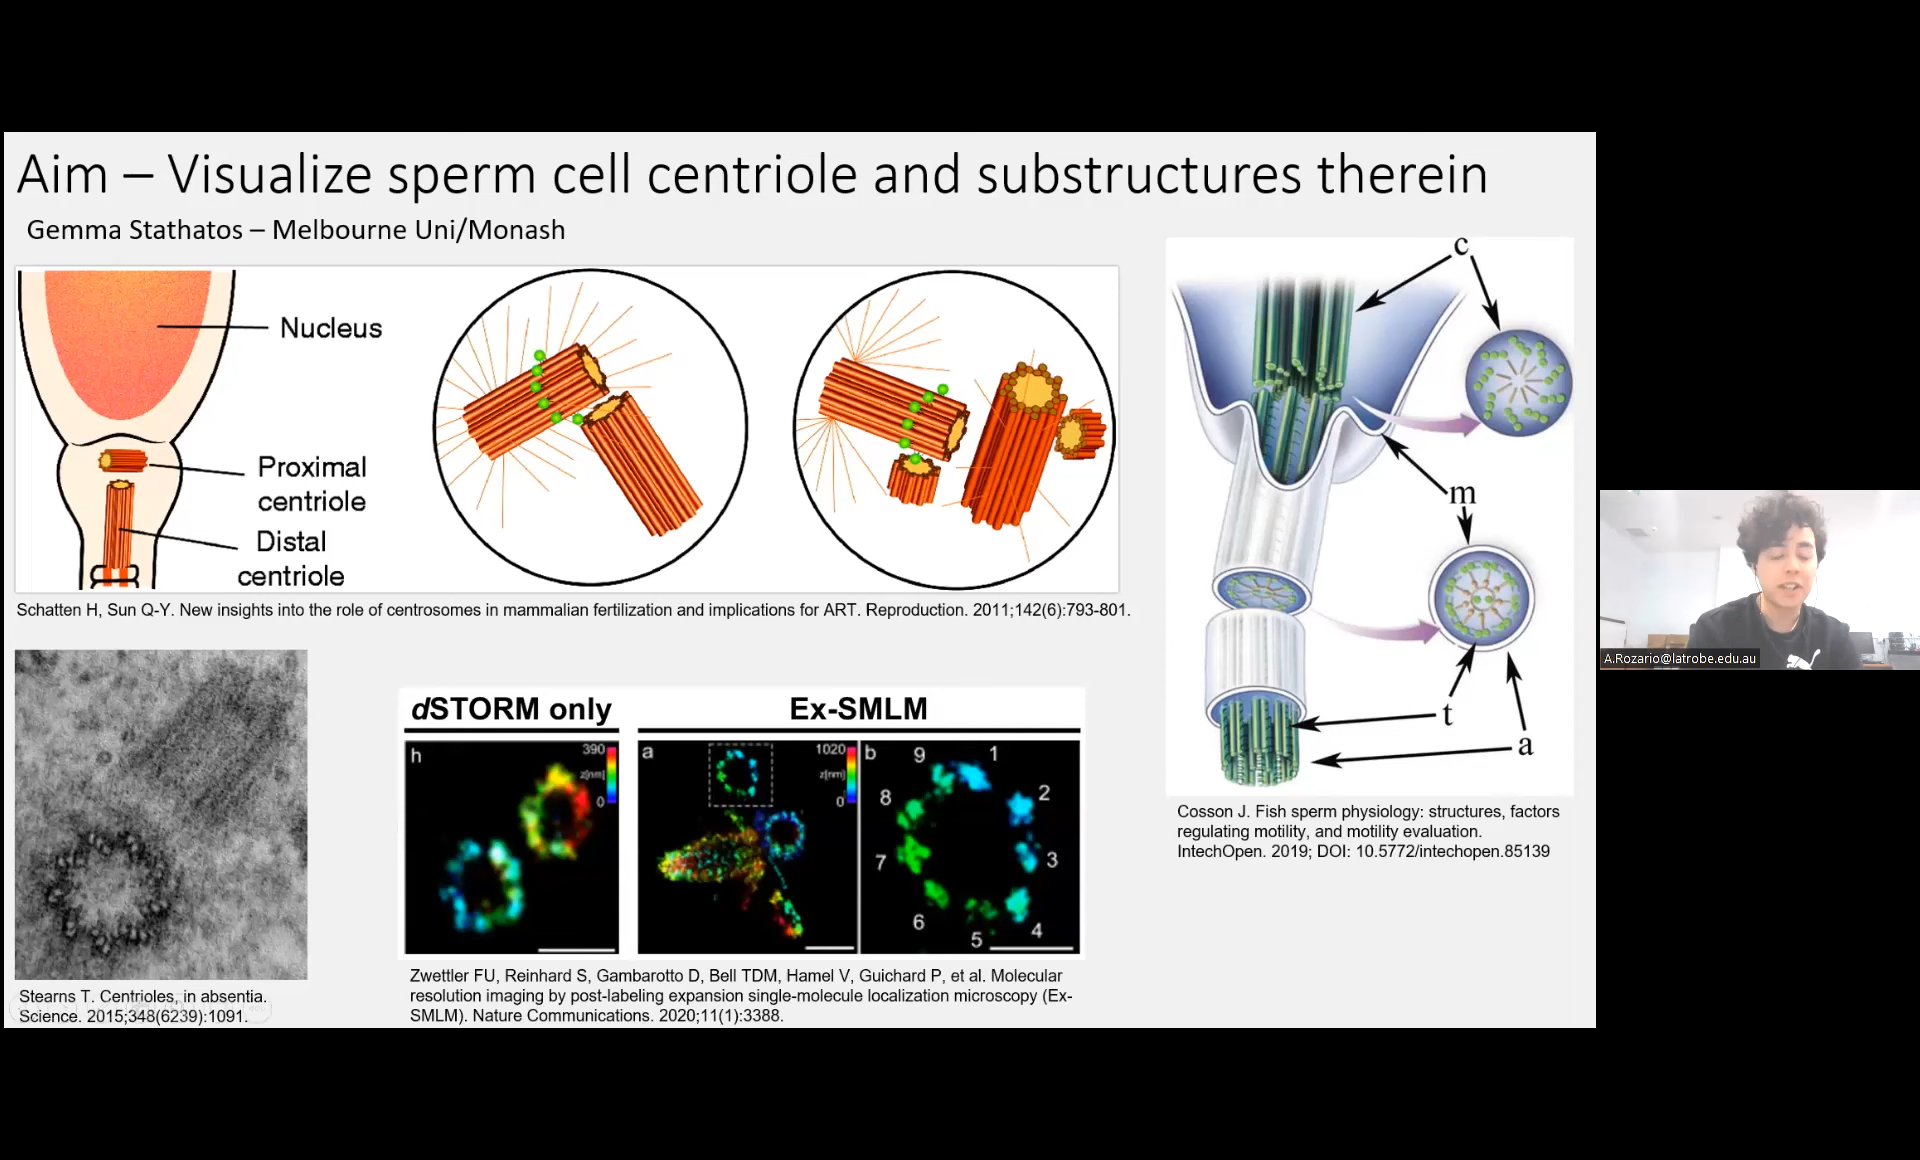 Aim – Visualize sperm cell centriole and substructures therein
Gemma Stathatos – Melbourne Uni/Monash
Nucleus
Proximal
centriole
Distal
centriole
Schatten H, Sun Q-Y. New insights into the role of centrosomes in mammalian fertilization and implications for ART. Reproduction. 2011;142(6):793-801.
Stearns T. Centrioles, in absentia.
Science. 2015;348(6239):1091.
dSTORM only
Ex-SMLM
h
390
z[nm]
0
a
1020
z[nm]
0
b
9
1
8
2
7
3
6
5
4
Zwettler FU, Reinhard S, Gambarotto D, Bell TDM, Hamel V, Guichard P, et al. Molecular
resolution imaging by post-labeling expansion single-molecule localization microscopy (Ex-
SMLM). Nature Communications. 2020;11(1):3388.
c
m
t
a
Cosson J. Fish sperm physiology: structures, factors
regulating motility, and motility evaluation.
IntechOpen. 2019; DOI: 10.5772/intechopen.85139
A.Rozario@latrobe.edu.au